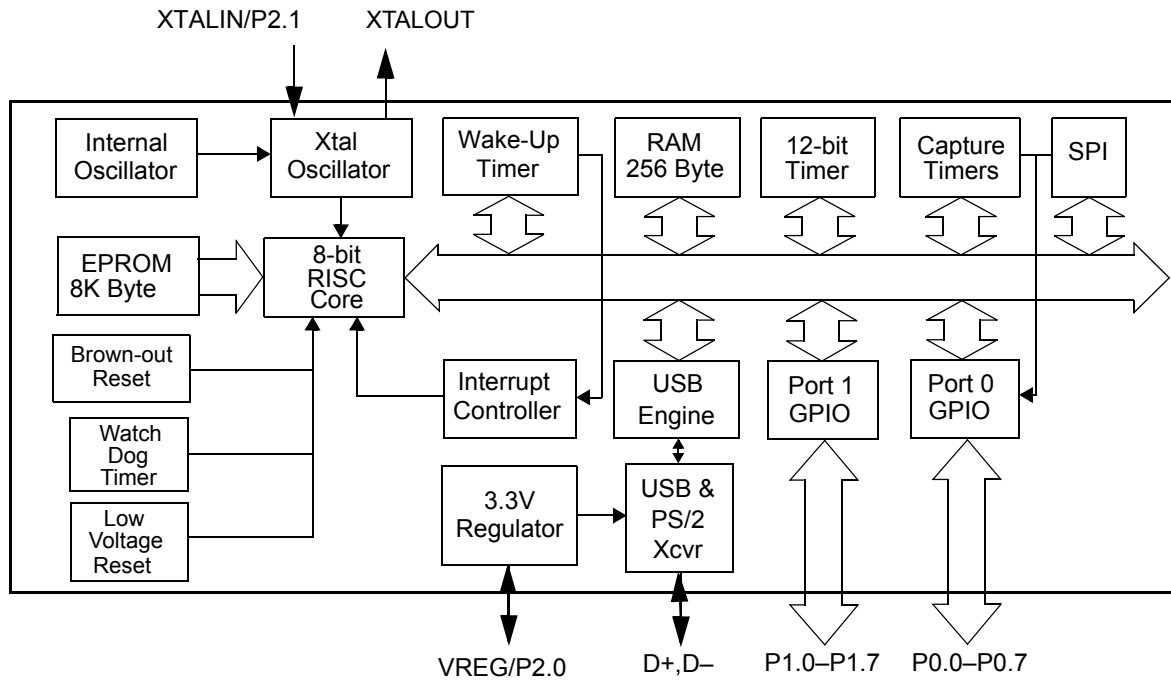 XTALIN/P2.1
XTALOUT
Internal
Oscillator
Xtal
Oscillator
Wake-Up
Timer
RAM
256 Byte
12-bit
Timer
Capture
Timers
SPI
EPROM
8K Byte
8-bit
RISC
Core
Brown-out
Reset
Watch
Dog
Timer
Low
Voltage
Reset
Interrupt
Controller
USB
Engine
Port 1
GPIO
Port 0
GPIO
3.3V
Regulator
USB &
PS/2
Xcvr
VREG/P2.0
D+,D–
P1.0–P1.7
P0.0–P0.7